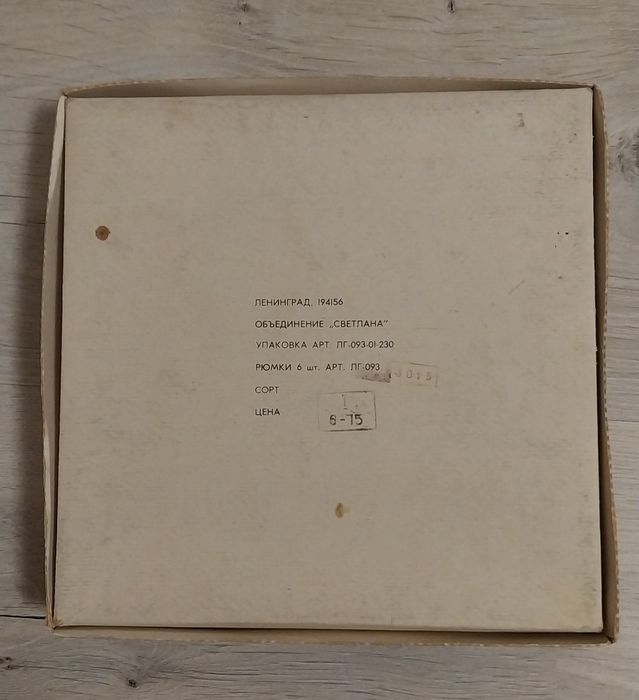 ЛЕНИНГРАД, 194156
ОБЪЕДИНЕНИЕ „СВЕТЛАНА"
УПАКОВКА АРТ. ЛГ-093-01-230
РЮМКИ 6 шт. АРТ. ЛГ-093
СОРТ I
ЦЕНА 6-75